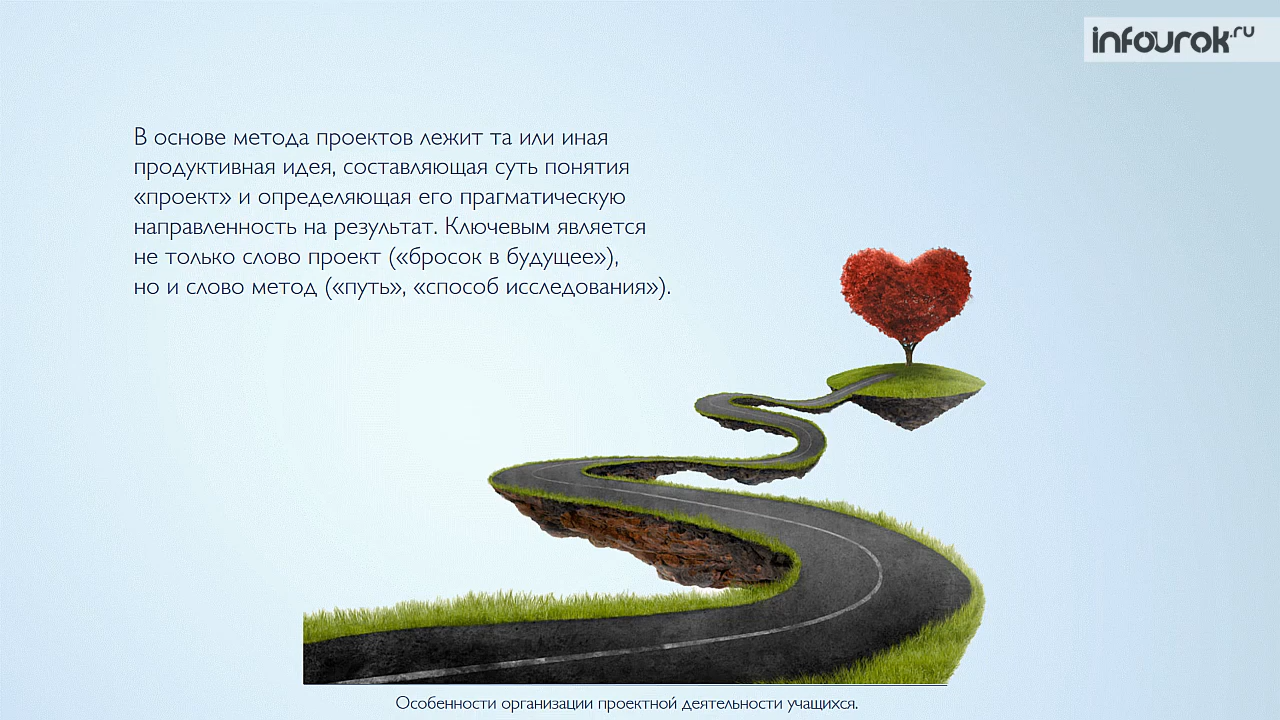 infourok.ru
В основе метода проектов лежит та или иная
продуктивная идея, составляющая суть понятия
«проект» и определяющая его прагматическую
направленность на результат. Ключевым является
не только слово проект («бросок в будущее»),
но и слово метод («путь», «способ исследования»).
Особенности организации проектной деятельности учащихся.